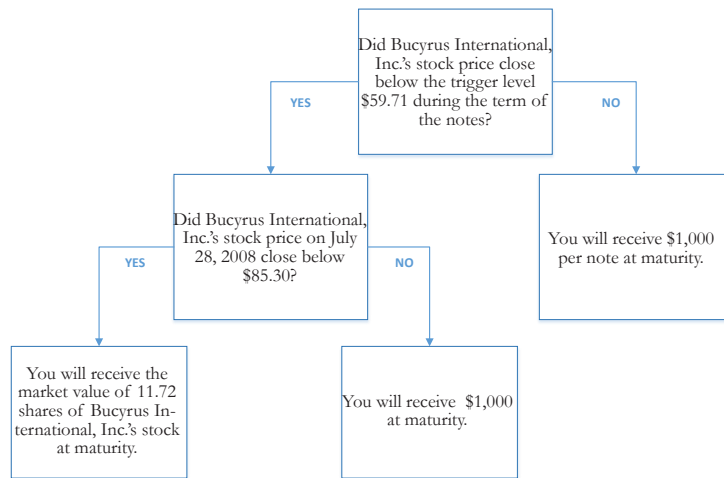 Did Bucyrus International,
Inc.'s stock price close
below the trigger level
$59.71 during the term of
the notes?
YES
NO
Did Bucyrus International,
Inc.'s stock price on July
28, 2008 close below
$85.30?
You will receive $1,000
per note at maturity.
YES
NO
You will receive the
market value of 11.72
shares of Bucyrus In-
ternational, Inc.'s stock
at maturity.
You will receive $1,000
at maturity.